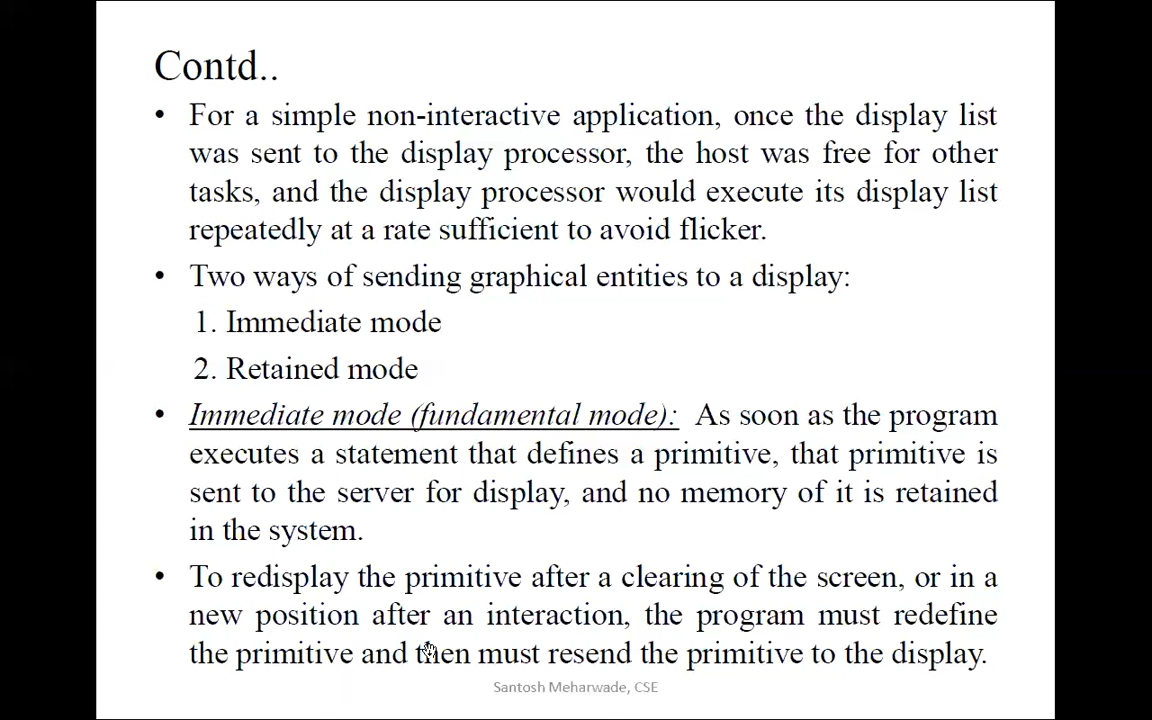 Contd..
• For a simple non-interactive application, once the display list
was sent to the display processor, the host was free for other
tasks, and the display processor would execute its display list
repeatedly at a rate sufficient to avoid flicker.
• Two ways of sending graphical entities to a display:
1. Immediate mode
2. Retained mode
• Immediate mode (fundamental mode): As soon as the program
executes a statement that defines a primitive, that primitive is
sent to the server for display, and no memory of it is retained
in the system.
• To redisplay the primitive after a clearing of the screen, or in a
new position after an interaction, the program must redefine
the primitive and then must resend the primitive to the display.
Santosh Meharwade, CSE